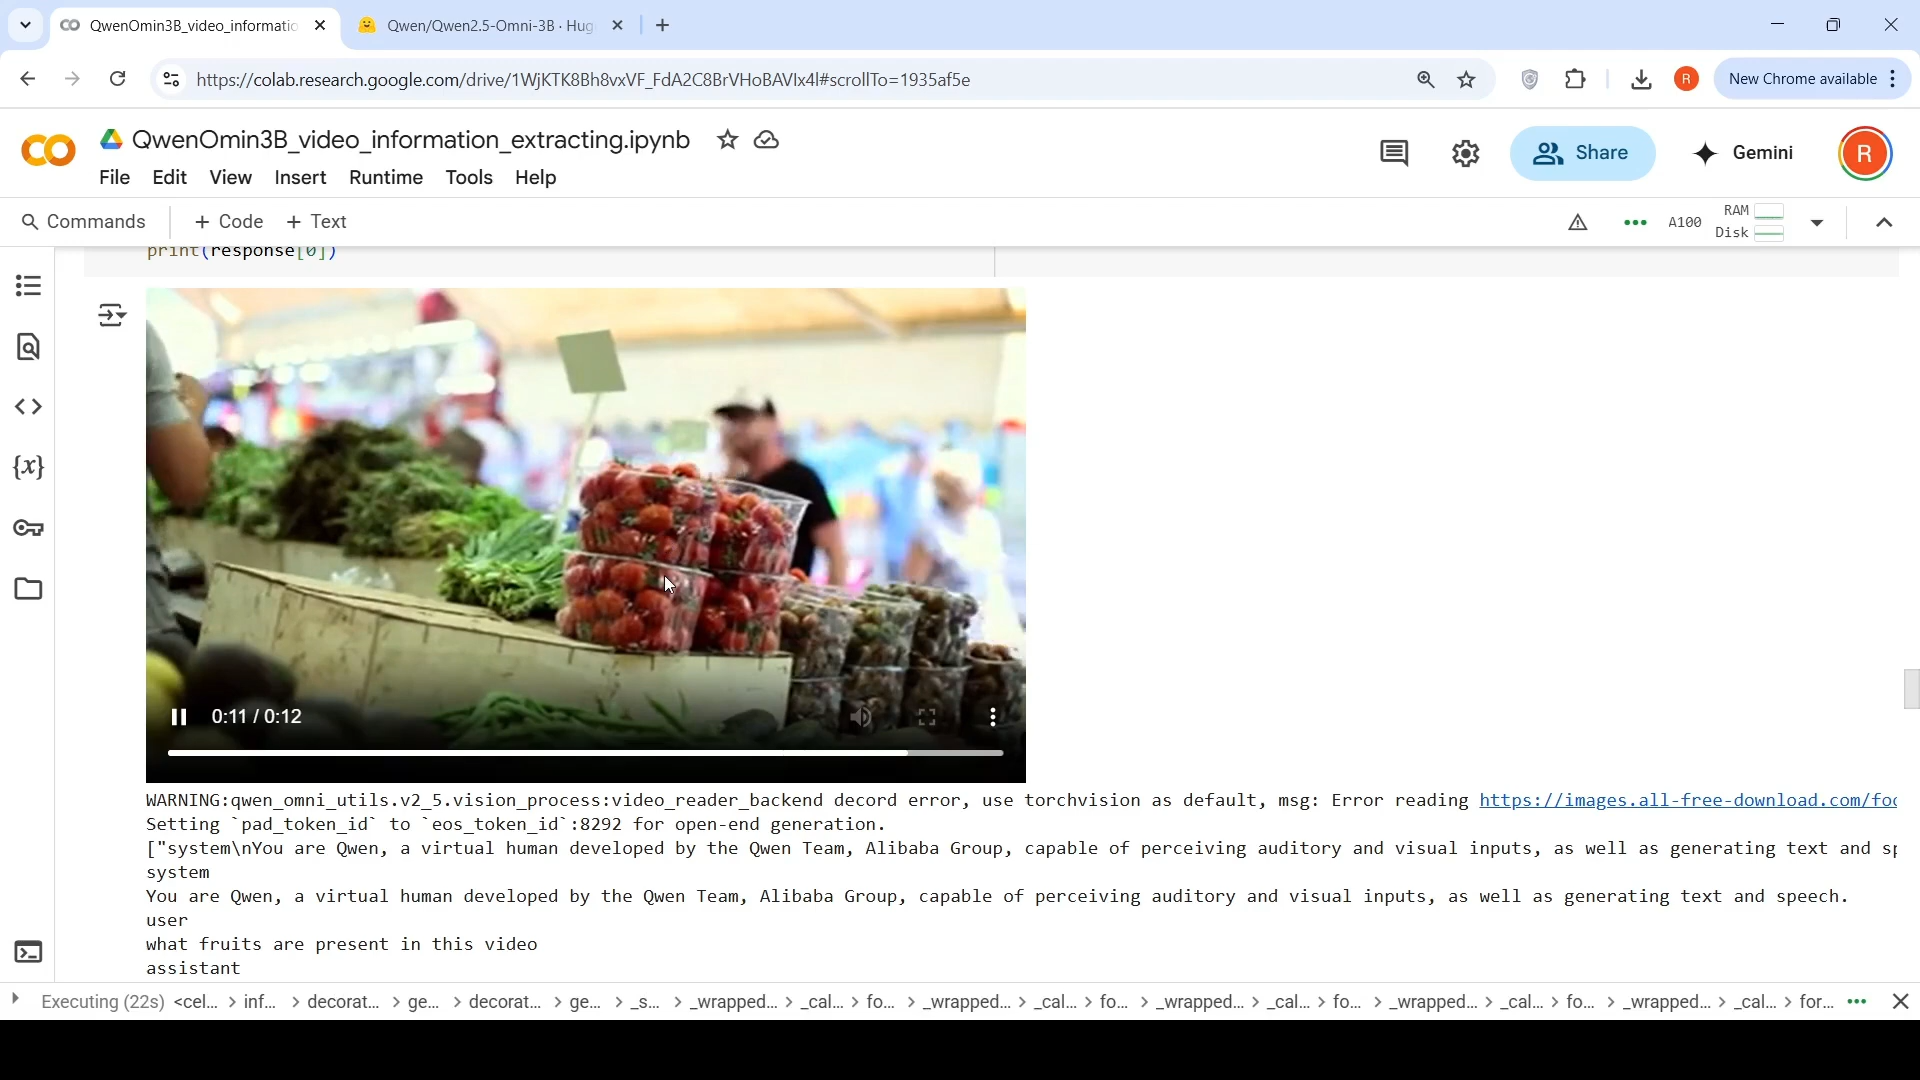 QwenOmin3B_video_informatio
Qwen/Qwen2.5-Omni-3B · Hug
https://colab.research.google.com/drive/1WjKTK8Bh8vxVF_FdA2C8BrVHoBAVIx4l#scrollTo=1935af5e
R
New Chrome available
QwenOmin3B_video_information_extracting.ipynb
Share
Gemini
R
File Edit View Insert Runtime Tools Help
Commands
+ Code + Text
A100
RAM
Disk
print(response[0])
{x}
0:11 / 0:12
WARNING:qwen_omni_utils.v2_5.vision_process:video_reader_backend decord error, use torchvision as default, msg: Error reading https://images.all-free-download.com/foo
Setting `pad_token_id` to `eos_token_id`:8292 for open-end generation.
["system\nYou are Qwen, a virtual human developed by the Qwen Team, Alibaba Group, capable of perceiving auditory and visual inputs, as well as generating text and sp
system
You are Qwen, a virtual human developed by the Qwen Team, Alibaba Group, capable of perceiving auditory and visual inputs, as well as generating text and speech.
user
what fruits are present in this video
assistant
Executing (22s) <cel... > inf... > decorat... > ge... > decorat... > ge... > _s... > _wrapped... > _cal... > fo... > _wrapped... > _cal... > fo... > _wrapped... > _cal... > fo... > _wrapped... > _cal... > fo... > _wrapped... > _cal... > for...